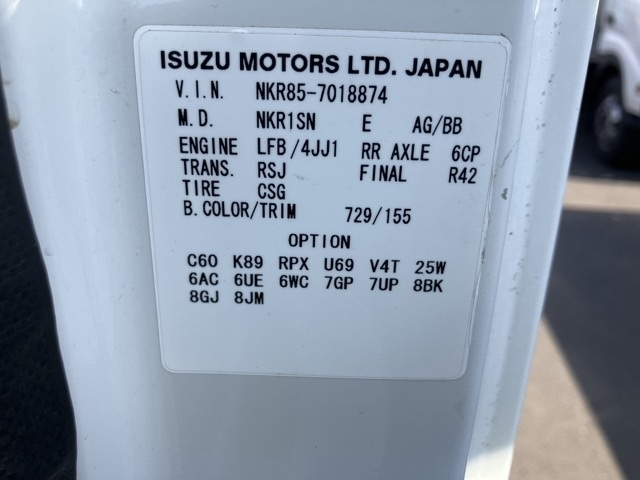 ISUZU MOTORS LTD. JAPAN
V.I.N. NKR85-7018874
M.D. NKR1SN E AG/BB
ENGINE LFB/4JJ1 RR AXLE 6CP
TRANS. RSJ FINAL R42
TIRE CSG
B.COLOR/TRIM 729/155
OPTION
C60 K89 RPX U69 V4T 25W
6AC 6UE 6WC 7GP 7UP 8BK
8GJ 8JM